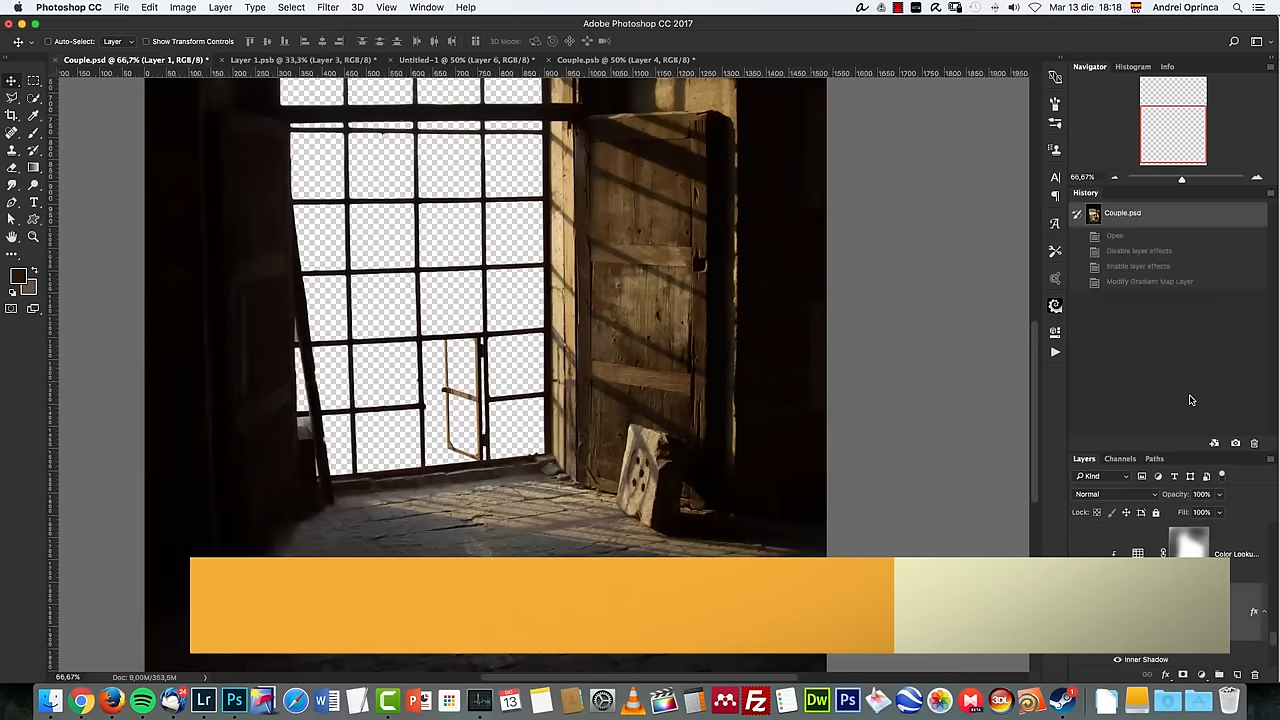 Photoshop CC File Edit Image Layer Type Select Filter 3D View Window Help Mar 13 dic 18:18 Andrei Oprinca
Adobe Photoshop CC 2017
Auto-Select: Layer Show Transform Controls 3D Mode:
Couple.psd @ 66,7% (Layer 1, RGB/8) * Layer 1.psb @ 33,3% (Layer 3, RGB/8) * Untitled-1 @ 50% (Layer 6, RGB/8) * Couple.psb @ 50% (Layer 4, RGB/8) *
Navigator Histogram Info
66,67%
History
Couple.psd
Open
Disable layer effects
Enable layer effects
Modify Gradient Map Layer
Layers Channels Paths
Kind
Normal Opacity: 100%
Lock: Fill: 100%
Color Looku...
fx
Inner Shadow
66,67% Doc: 9,00M/353,5M